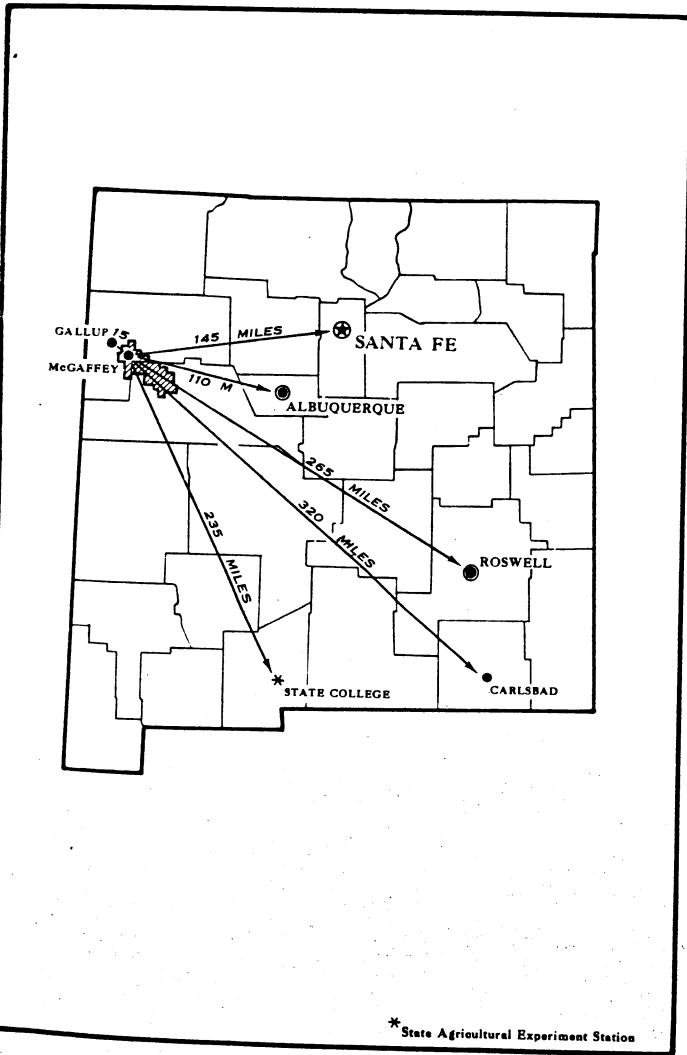 GALLUP 15
145 MILES
SANTA FE
McGAFFEY
110 M
ALBUQUERQUE
265 MILES
320 MILES
235 MILES
ROSWELL
* STATE COLLEGE
CARLSBAD
* State Agricultural Experiment Station